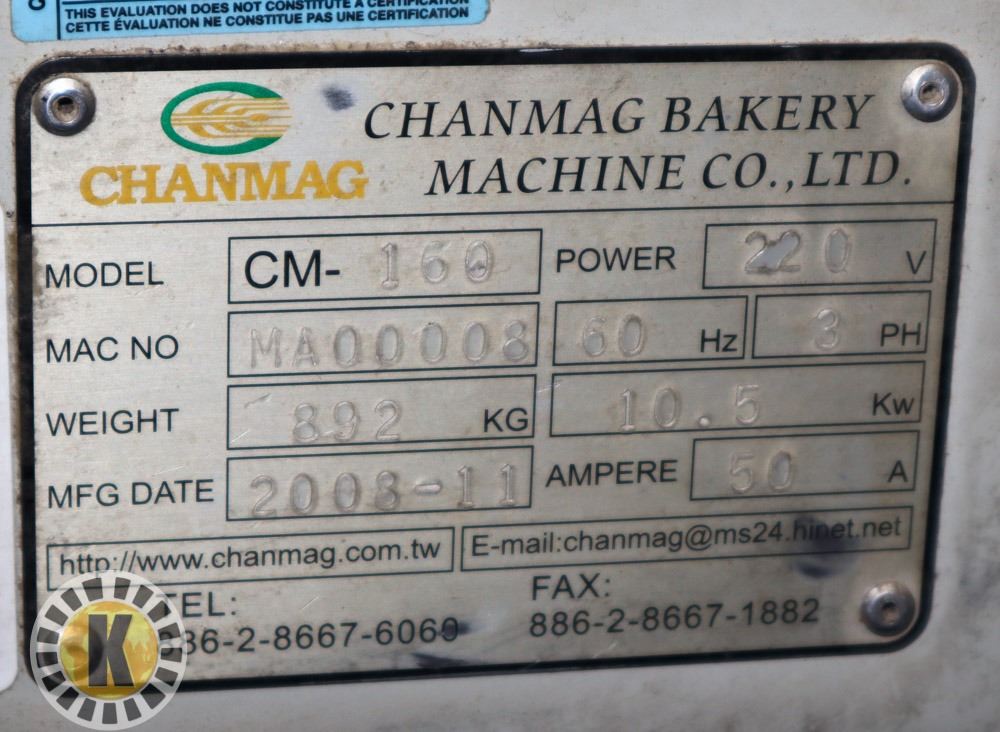 THIS EVALUATION DOES NOT CONSTITUTE A CERTIFICATION
CETTE ÉVALUATION NE CONSTITUE PAS UNE CERTIFICATION
CHANMAG
CHANMAG BAKERY
MACHINE CO.,LTD.
MODEL CM- 160 POWER 220 V
MAC NO MA00008 60 Hz 3 PH
WEIGHT 892 KG 10.5 Kw
MFG DATE 2008-11 AMPERE 50 A
http://www.chanmag.com.tw E-mail:chanmag@ms24.hinet.net
TEL: FAX:
886-2-8667-6060 886-2-8667-1882
K